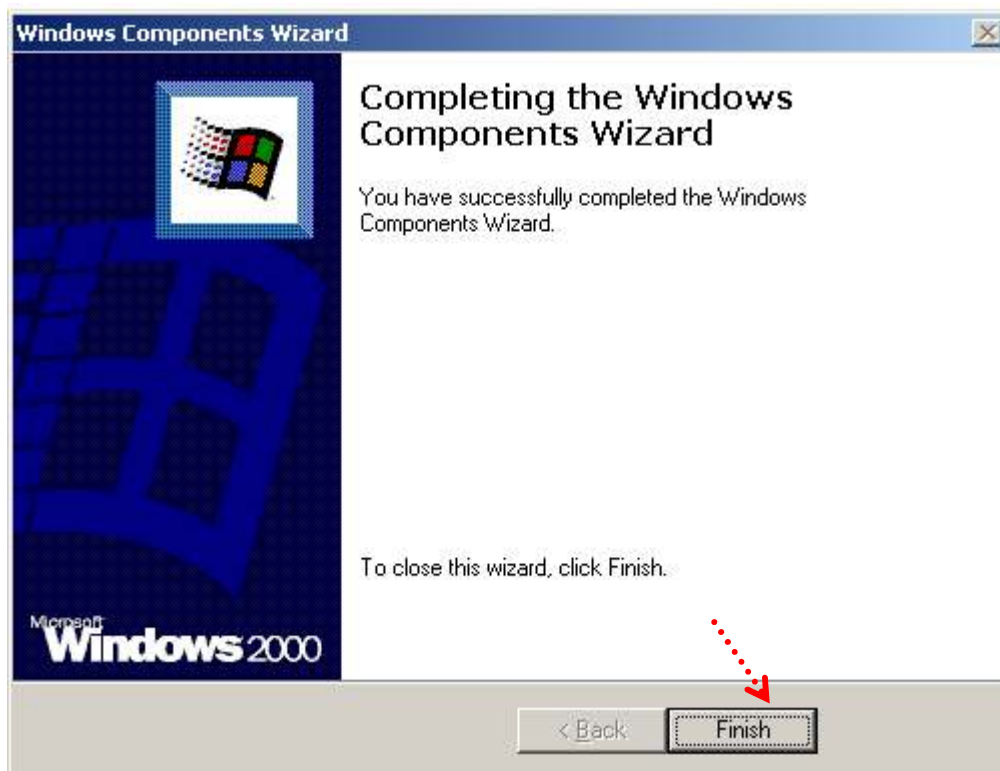 Windows Components Wizard
Completing the Windows
Components Wizard
You have successfully completed the Windows
Components Wizard.
To close this wizard, click Finish.
Microsoft
Windows 2000
< Back
Finish